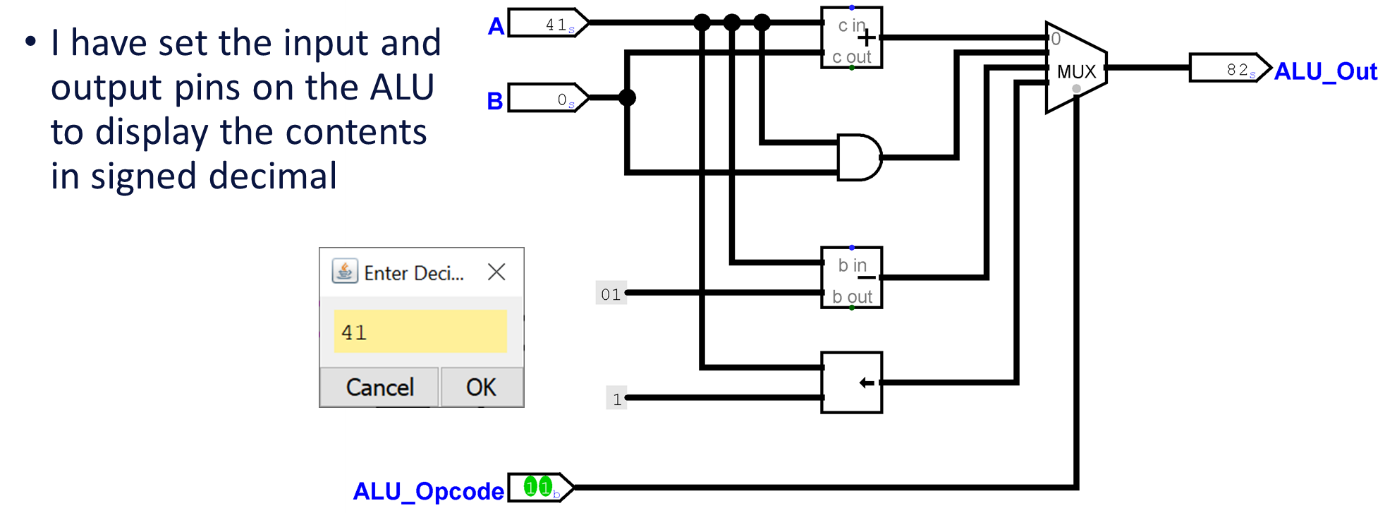 • I have set the input and
output pins on the ALU
to display the contents
in signed decimal
A 41s
B 0s
c in
+
c out
0
MUX
82s ALU_Out
Enter Deci...
41
Cancel OK
b in
−
b out
01
1
ALU_Opcode 11b